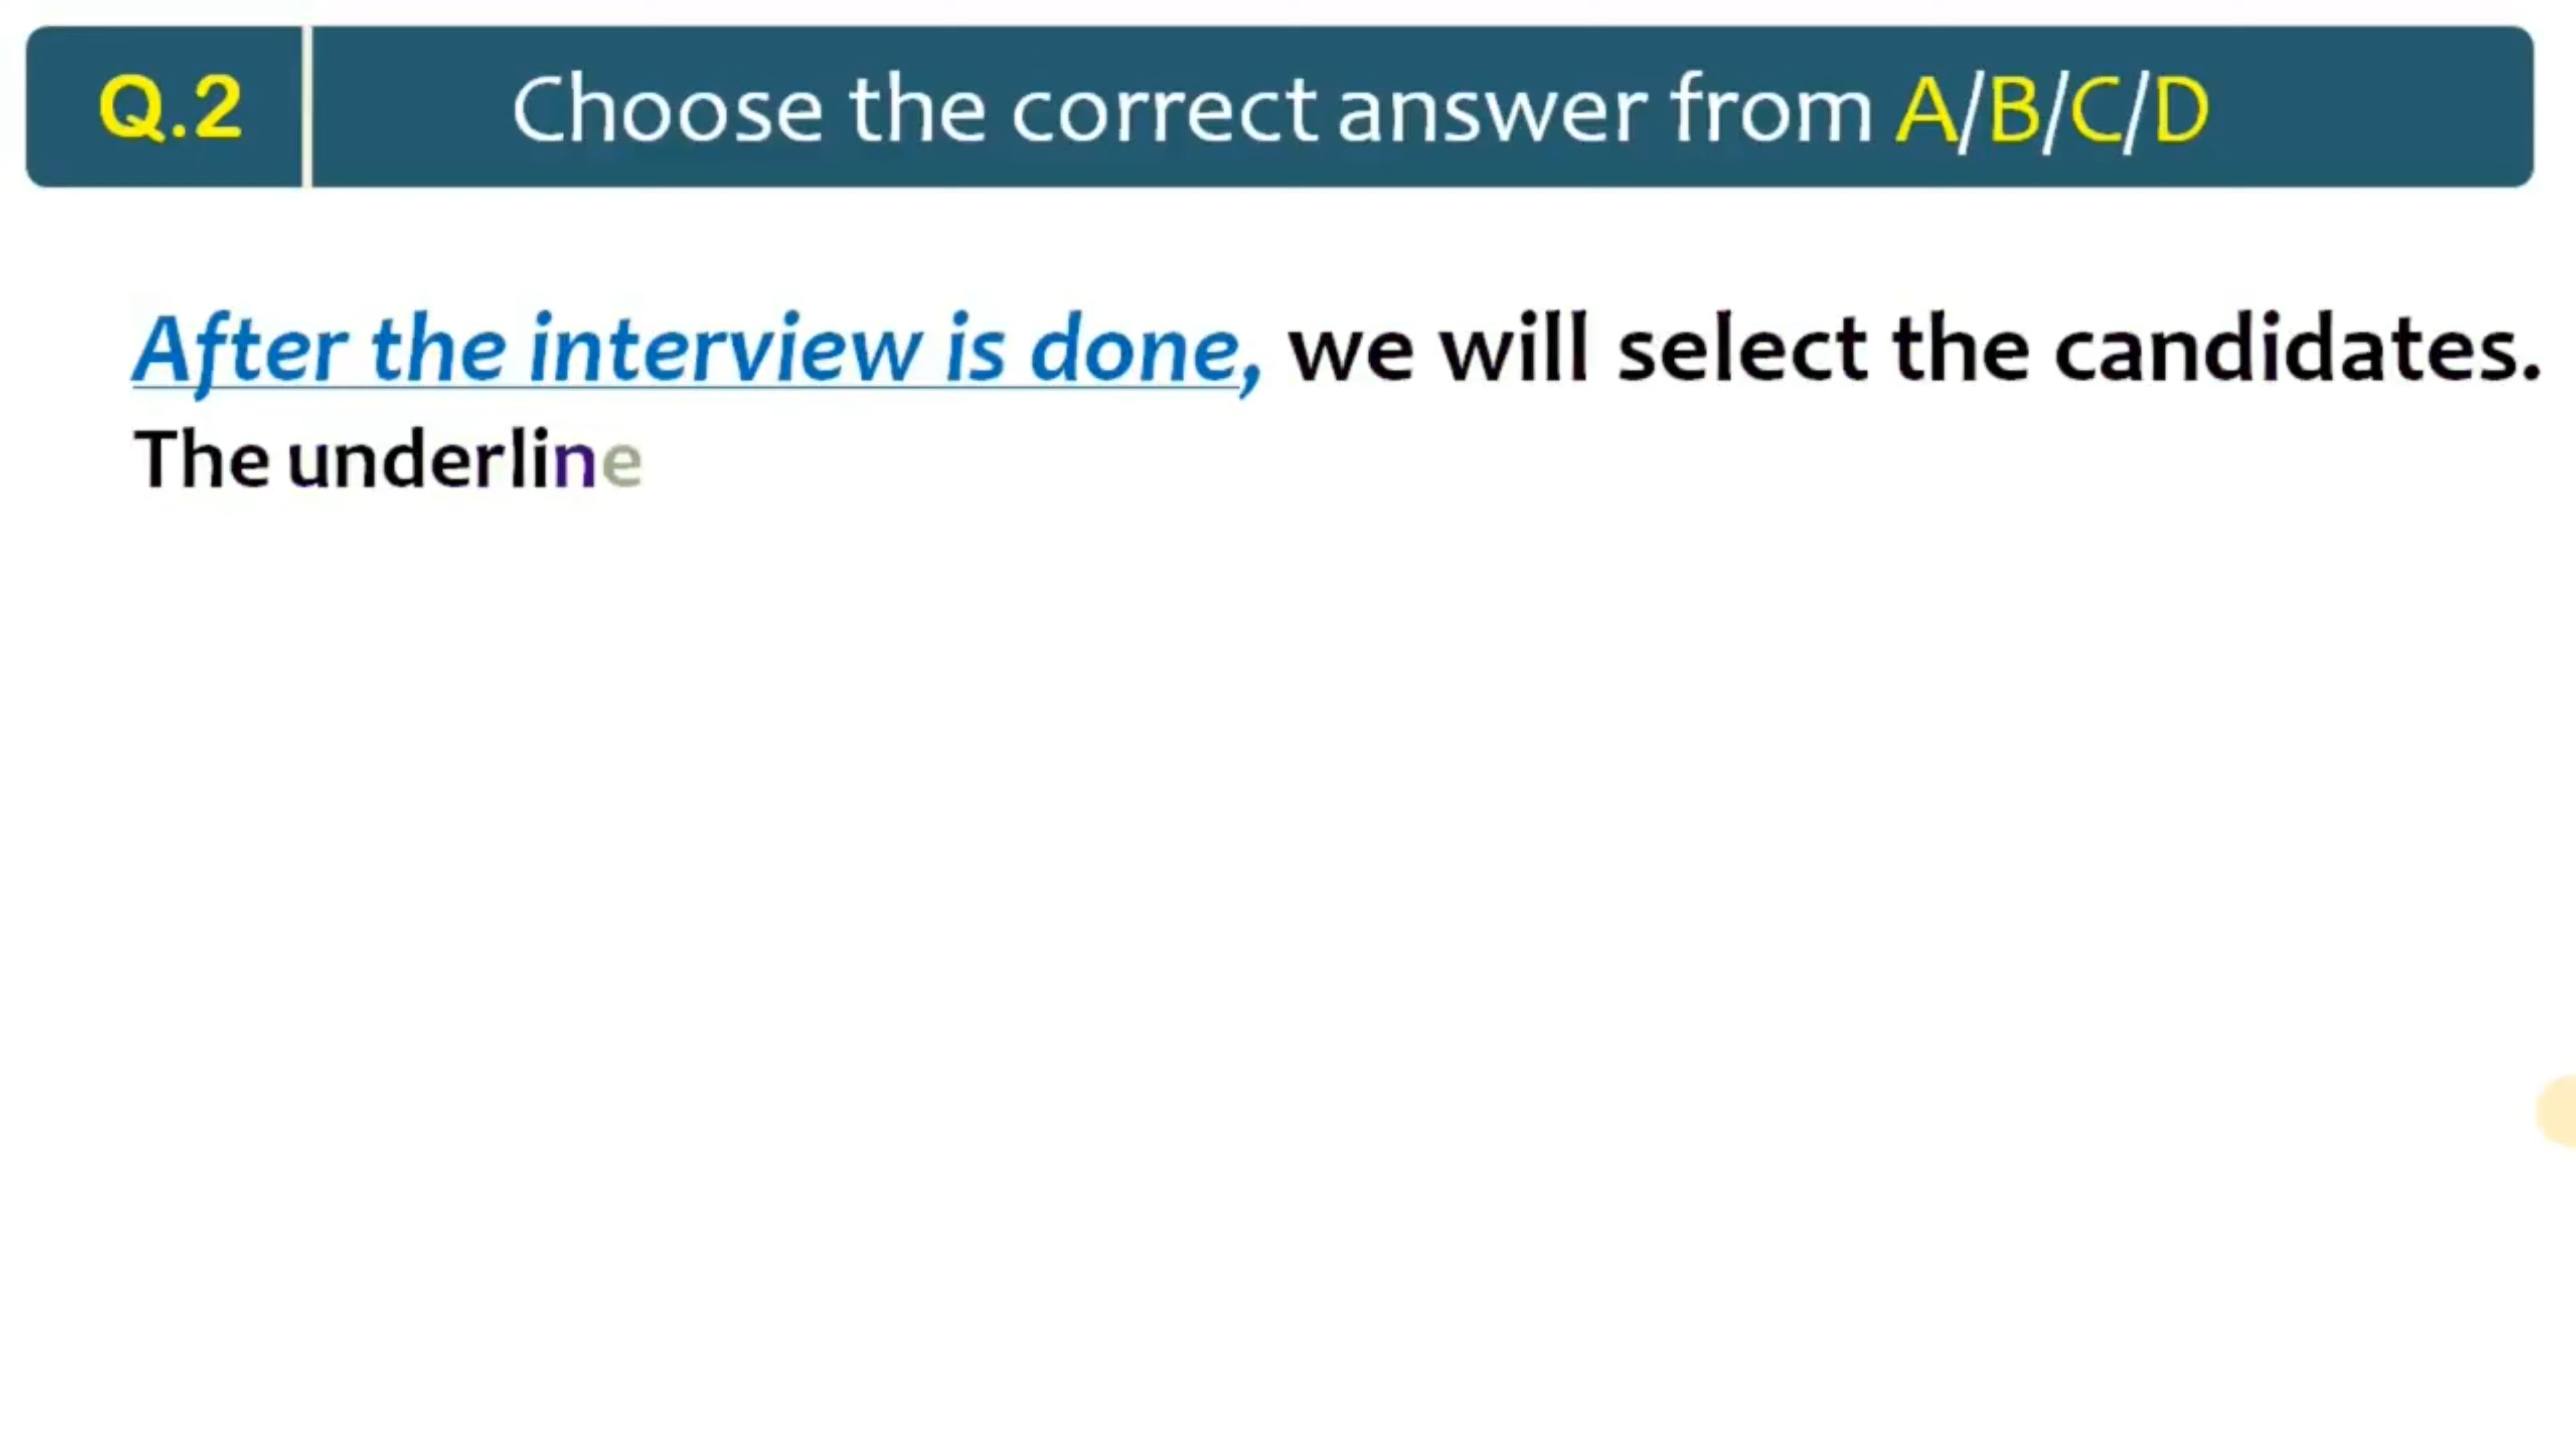 Q.2 Choose the correct answer from A/B/C/D
After the interview is done, we will select the candidates.
The underline